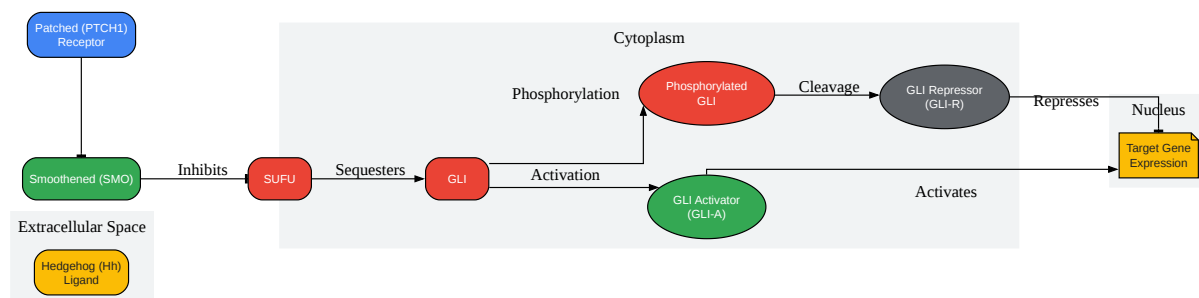 Patched (PTCH1)
Receptor
Cytoplasm
Phosphorylation
Phosphorylated
GLI
Cleavage
GLI Repressor
(GLI-R)
Represses
Nucleus
Target Gene
Expression
Smoothened (SMO)
Inhibits
SUFU
Sequesters
GLI
Activation
GLI Activator
(GLI-A)
Activates
Extracellular Space
Hedgehog (Hh)
Ligand